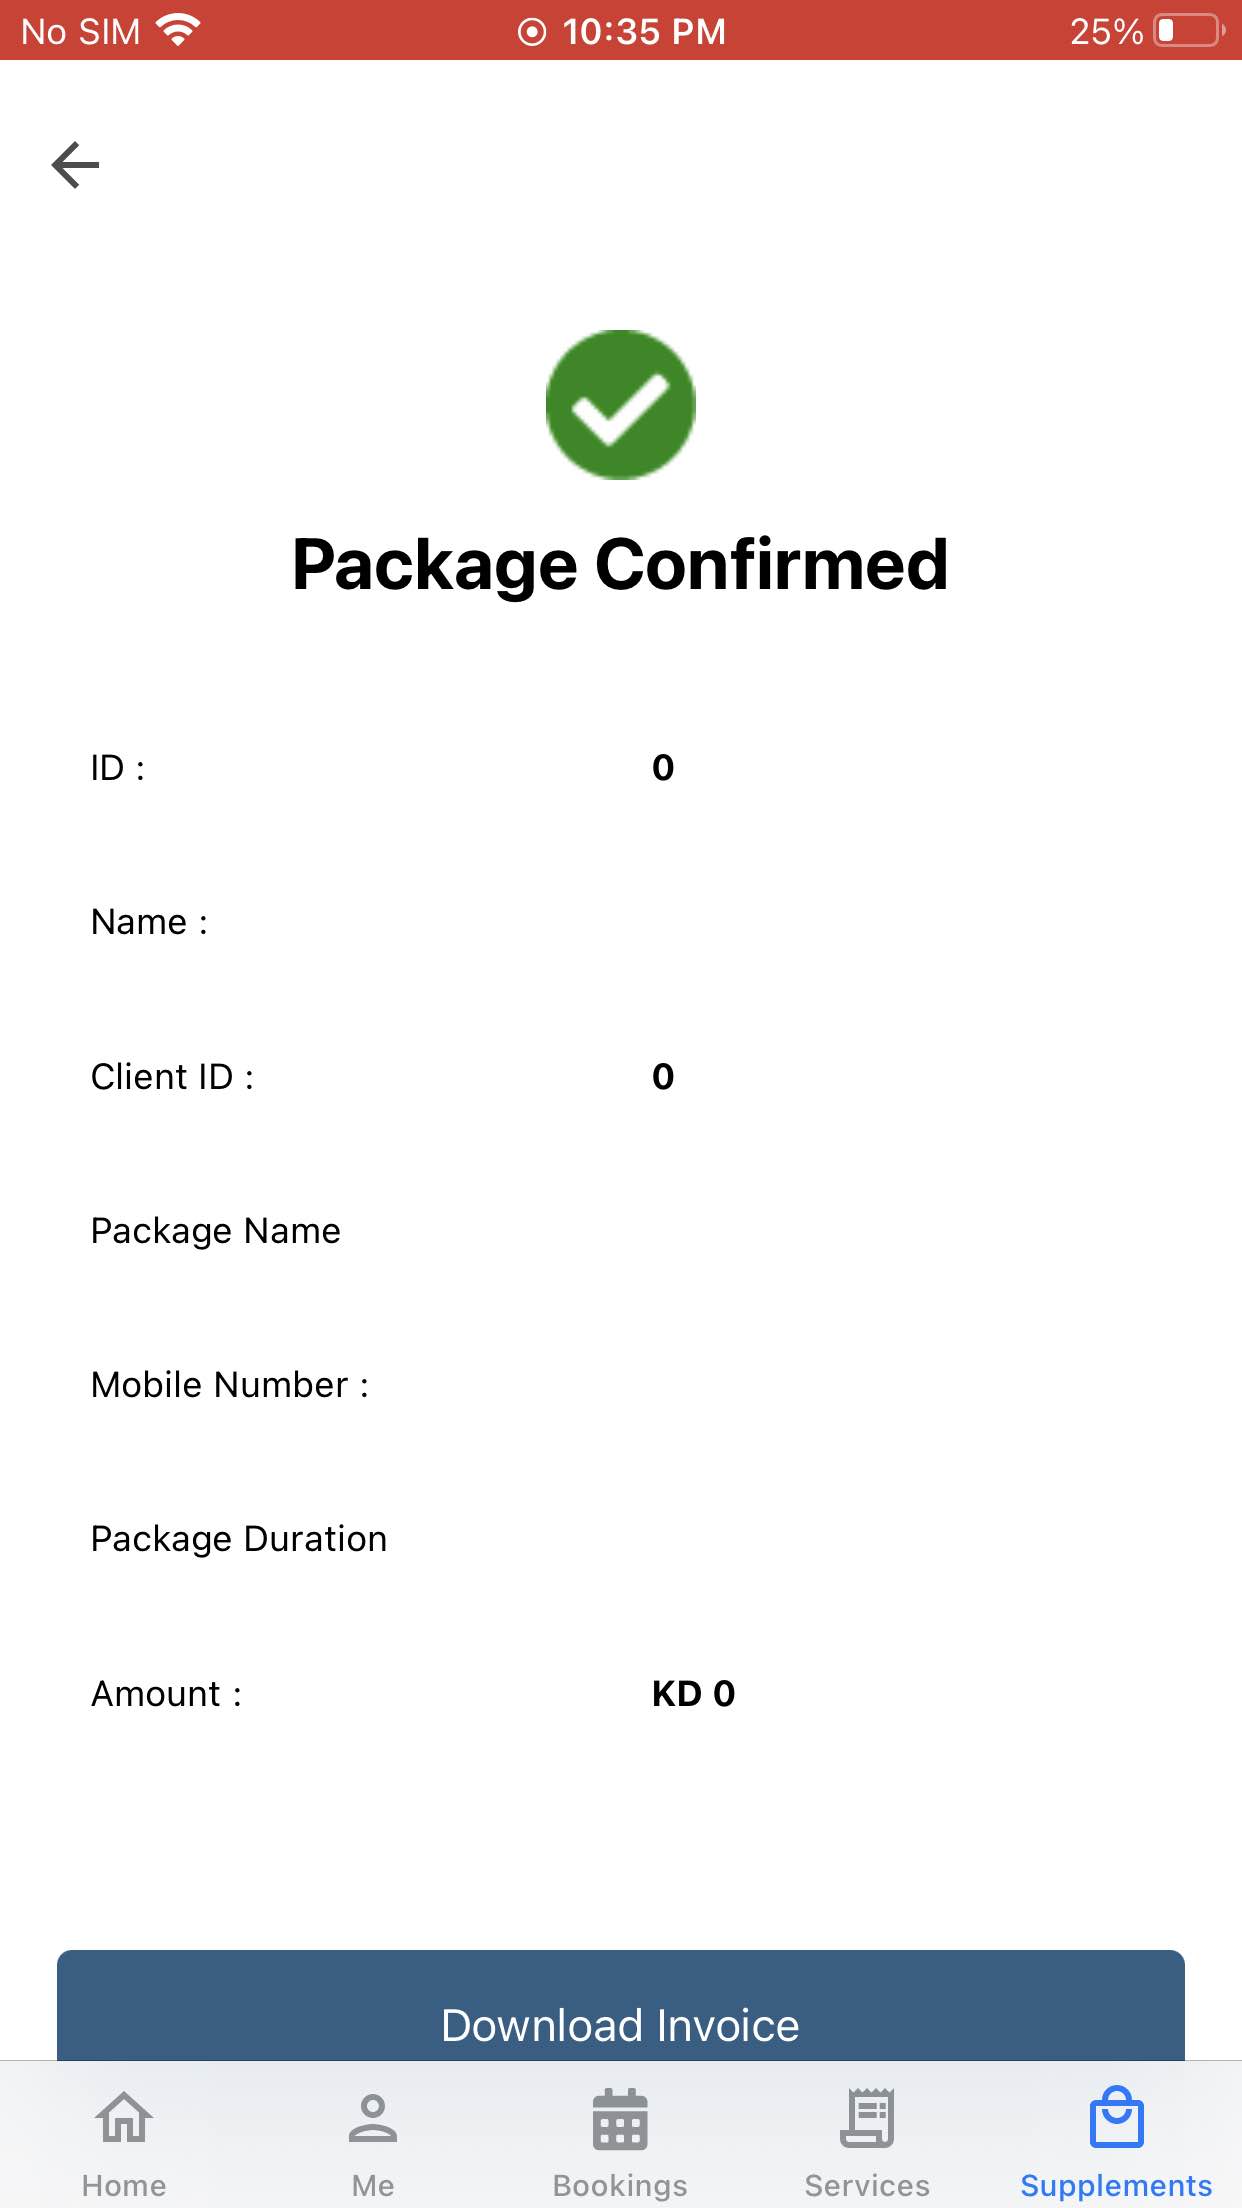 No SIM 10:35 PM 25%
Package Confirmed
ID : 0
Name :
Client ID : 0
Package Name
Mobile Number :
Package Duration
Amount : KD 0
Download Invoice
Home Me Bookings Services Supplements